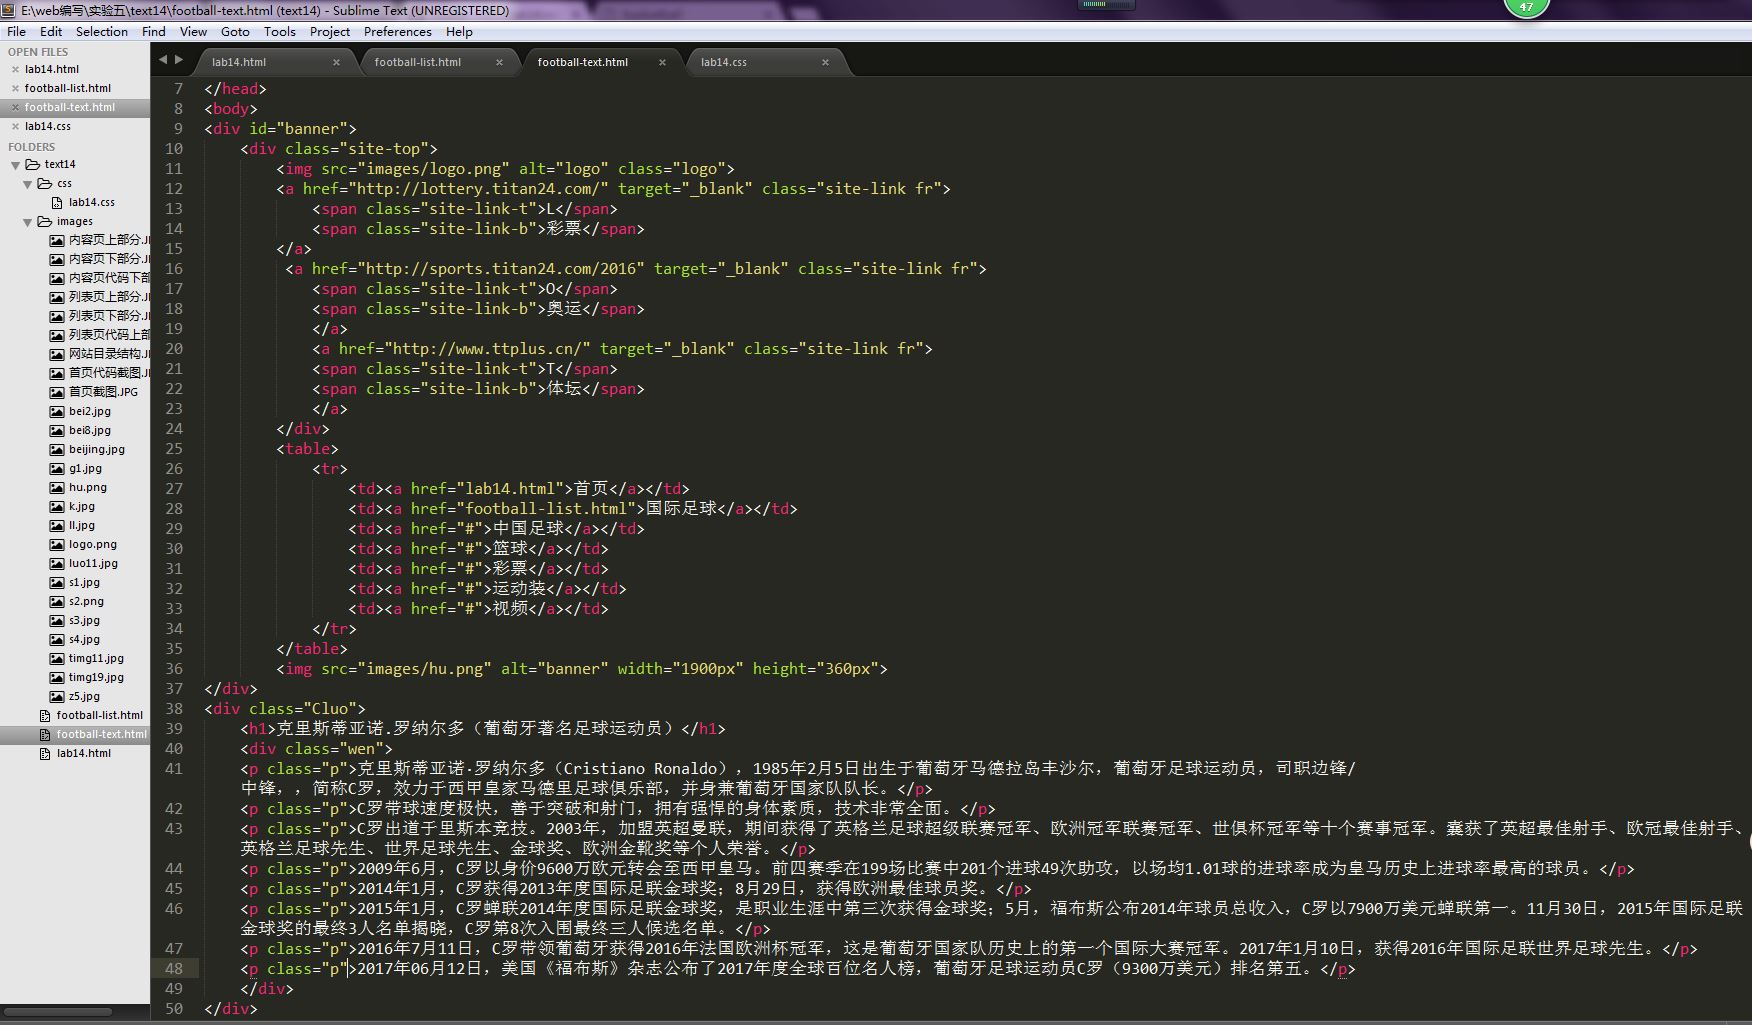 E:\web编写\实验五\text14\football-text.html (text14) - Sublime Text (UNREGISTERED)
47
File Edit Selection Find View Goto Tools Project Preferences Help
OPEN FILES
lab14.html
football-list.html
football-text.html
lab14.css
FOLDERS
text14
css
lab14.css
images
内容页上部分.JI
内容页下部分.JI
内容页代码下部
列表页上部分.JI
列表页下部分.JI
列表页代码上部
网站目录结构.JI
首页代码截图.JI
首页截图.JPG
bei2.jpg
bei8.jpg
beijing.jpg
g1.jpg
hu.png
k.jpg
ll.jpg
logo.png
luo11.jpg
s1.jpg
s2.png
s3.jpg
s4.jpg
timg11.jpg
timg19.jpg
z5.jpg
football-list.html
football-text.html
lab14.html
lab14.html football-list.html football-text.html lab14.css
7 </head>
8 <body>
9 <div id="banner">
10 <div class="site-top">
11 <img src="images/logo.png" alt="logo" class="logo">
12 <a href="http://lottery.titan24.com/" target="_blank" class="site-link fr">
13 <span class="site-link-t">L</span>
14 <span class="site-link-b">彩票</span>
15 </a>
16 <a href="http://sports.titan24.com/2016" target="_blank" class="site-link fr">
17 <span class="site-link-t">O</span>
18 <span class="site-link-b">奥运</span>
19 </a>
20 <a href="http://www.ttplus.cn/" target="_blank" class="site-link fr">
21 <span class="site-link-t">T</span>
22 <span class="site-link-b">体坛</span>
23 </a>
24 </div>
25 <table>
26 <tr>
27 <td><a href="lab14.html">首页</a></td>
28 <td><a href="football-list.html">国际足球</a></td>
29 <td><a href="#">中国足球</a></td>
30 <td><a href="#">篮球</a></td>
31 <td><a href="#">彩票</a></td>
32 <td><a href="#">运动装</a></td>
33 <td><a href="#">视频</a></td>
34 </tr>
35 </table>
36 <img src="images/hu.png" alt="banner" width="1900px" height="360px">
37 </div>
38 <div class="Cluo">
39 <h1>克里斯蒂亚诺.罗纳尔多（葡萄牙著名足球运动员）</h1>
40 <div class="wen">
41 <p class="p">克里斯蒂亚诺·罗纳尔多（Cristiano Ronaldo），1985年2月5日出生于葡萄牙马德拉岛丰沙尔，葡萄牙足球运动员，司职边锋/
中锋，，简称C罗，效力于西甲皇家马德里足球俱乐部，并身兼葡萄牙国家队队长。</p>
42 <p class="p">C罗带球速度极快，善于突破和射门，拥有强悍的身体素质，技术非常全面。</p>
43 <p class="p">C罗出道于里斯本竞技。2003年，加盟英超曼联，期间获得了英格兰足球超级联赛冠军、欧洲冠军联赛冠军、世俱杯冠军等十个赛事冠军。囊获了英超最佳射手、欧冠最佳射手、
英格兰足球先生、世界足球先生、金球奖、欧洲金靴奖等个人荣誉。</p>
44 <p class="p">2009年6月，C罗以身价9600万欧元转会至西甲皇马。前四赛季在199场比赛中201个进球49次助攻，以场均1.01球的进球率成为皇马历史上进球率最高的球员。</p>
45 <p class="p">2014年1月，C罗获得2013年度国际足联金球奖；8月29日，获得欧洲最佳球员奖。</p>
46 <p class="p">2015年1月，C罗蝉联2014年度国际足联金球奖，是职业生涯中第三次获得金球奖；5月，福布斯公布2014年球员总收入，C罗以7900万美元蝉联第一。11月30日，2015年国际足联
金球奖的最终3人名单揭晓，C罗第8次入围最终三人候选名单。</p>
47 <p class="p">2016年7月11日，C罗带领葡萄牙获得2016年法国欧洲杯冠军，这是葡萄牙国家队历史上的第一个国际大赛冠军。2017年1月10日，获得2016年国际足联世界足球先生。</p>
48 <p class="p">2017年06月12日，美国《福布斯》杂志公布了2017年度全球百位名人榜，葡萄牙足球运动员C罗（9300万美元）排名第五。</p>
49 </div>
50 </div>